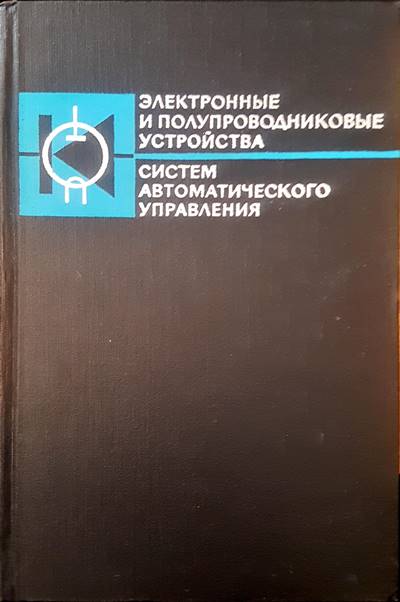 ЭЛЕКТРОННЫЕ
И ПОЛУПРОВОДНИКОВЫЕ
УСТРОЙСТВА
СИСТЕМ
АВТОМАТИЧЕСКОГО
УПРАВЛЕНИЯ